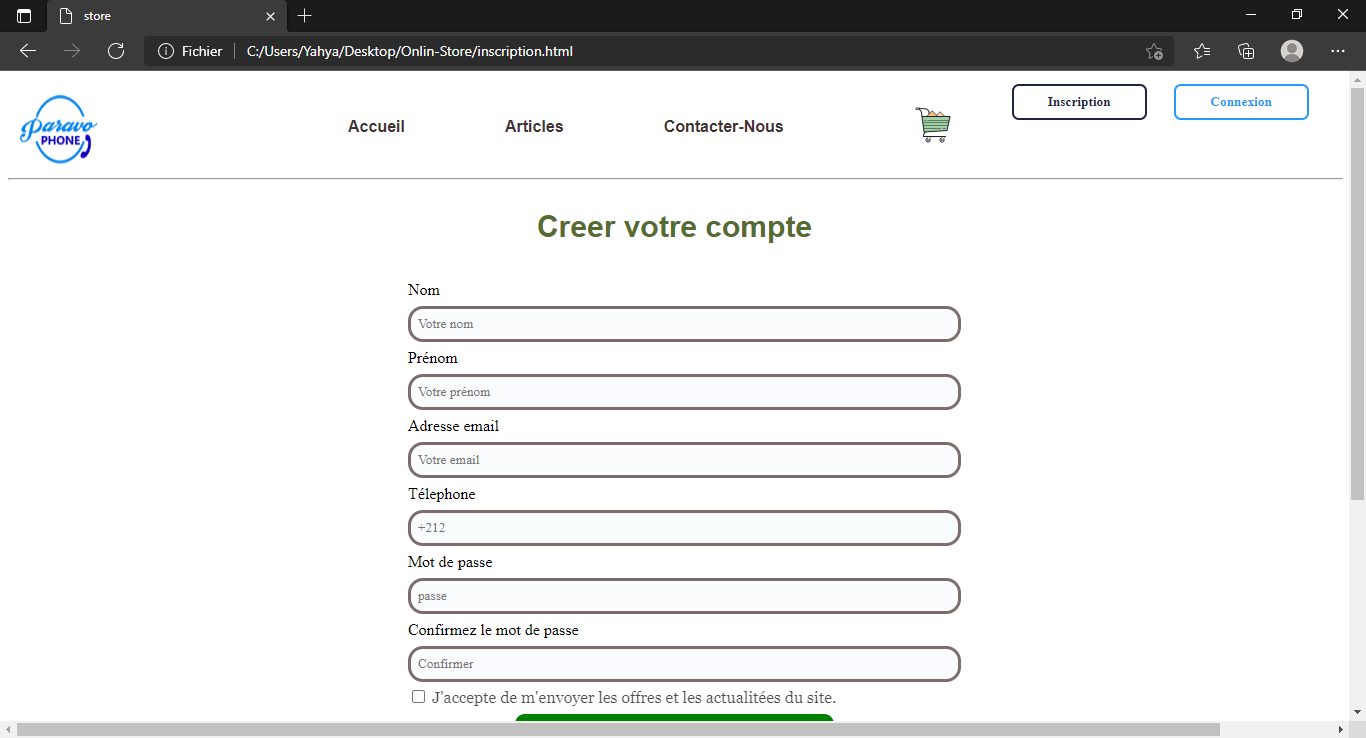 store
Fichier
C:/Users/Yahya/Desktop/Onlin-Store/inscription.html
Paravo
PHONE
Accueil
Articles
Contacter-Nous
Inscription
Connexion
Creer votre compte
Nom
Votre nom
Prénom
Votre prénom
Adresse email
Votre email
Télephone
+212
Mot de passe
passe
Confirmez le mot de passe
Confirmer
J'accepte de m'envoyer les offres et les actualitées du site.